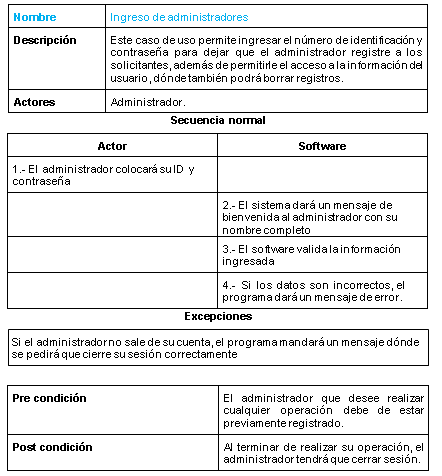 Nombre
Ingreso de administradores
Descripción
Este caso de uso permite ingresar el número de identificación y
contraseña para dejar que el administrador registre a los
solicitantes, además de permitirle el acceso a la información del
usuario, dónde también podrá borrar registros.
Actores
Administrador.
Secuencia normal
Actor
Software
1.- El administrador colocará su ID y
contraseña
2.- El sistema dará un mensaje de
bienvenida al administrador con su
nombre completo
3.- El software valida la información
ingresada
4.- Si los datos son incorrectos, el
programa dará un mensaje de error.
Excepciones
Si el administrador no sale de su cuenta, el programa mandará un mensaje dónde
se pedirá que cierre su sesión correctamente
Pre condición
El administrador que desee realizar
cualquier operación debe de estar
previamente registrado.
Post condición
Al terminar de realizar su operación, el
administrador tendrá que cerrar sesión.